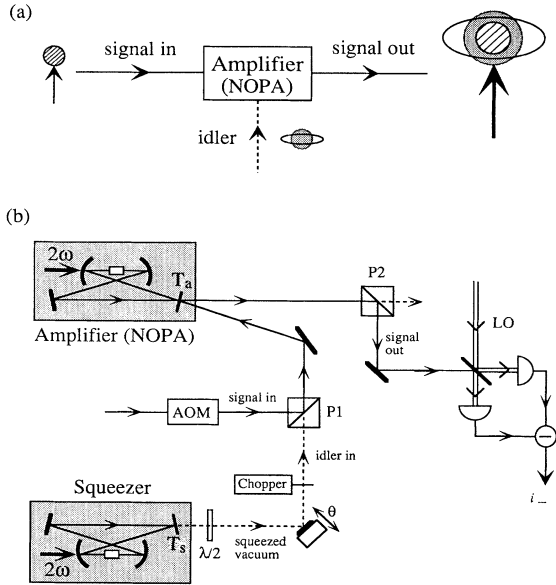 (a)
signal in
signal out
Amplifier
(NOPA)
idler
(b)
2ω
Ta
Amplifier (NOPA)
P2
LO
signal
out
signal in
AOM
P1
idler in
Chopper
Squeezer
θ
i_
Ts
2ω
λ/2
squeezed
vacuum